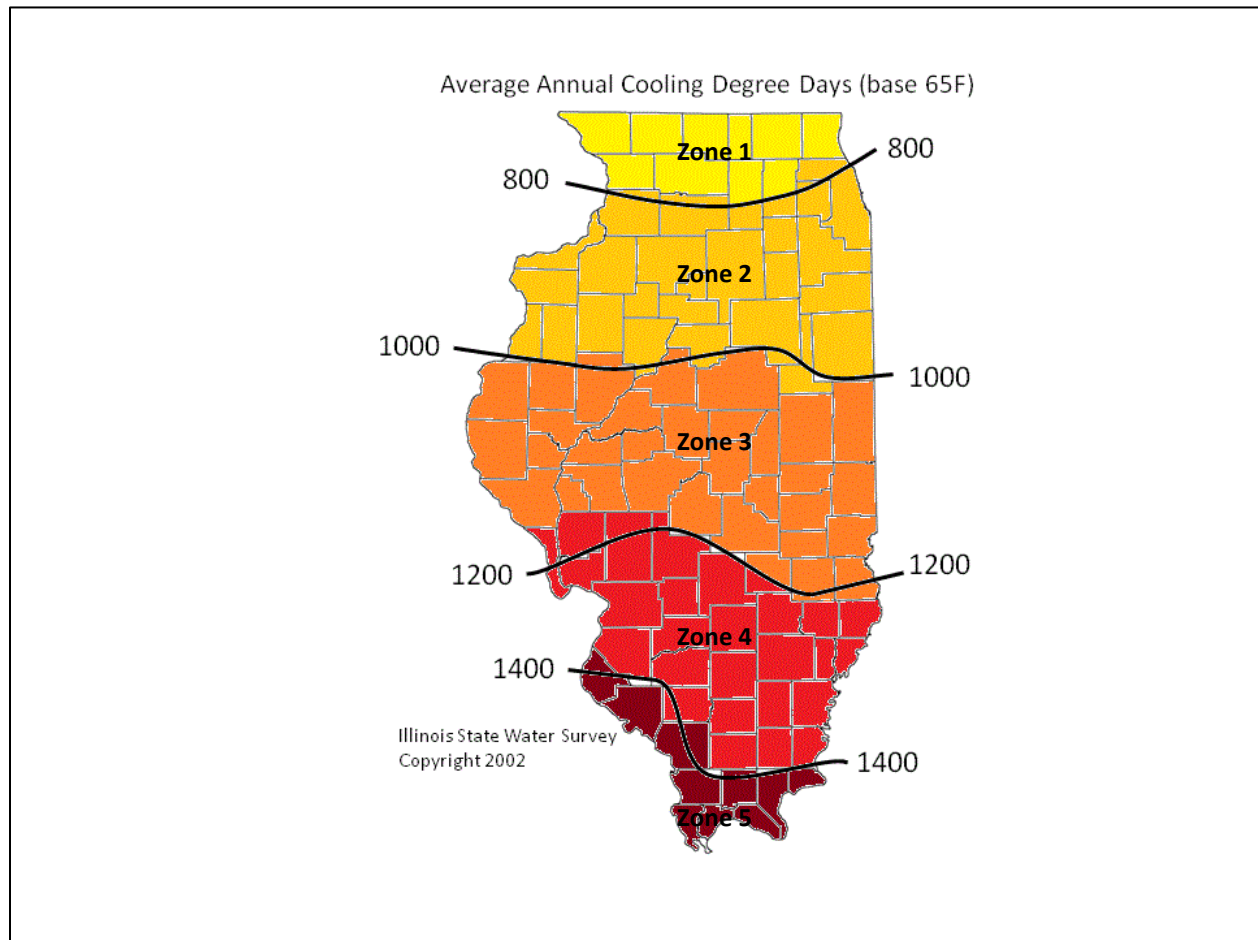 Average Annual Cooling Degree Days (base 65F)
Zone 1
800
800
Zone 2
1000
1000
Zone 3
1200
1200
Zone 4
1400
Illinois State Water Survey
Copyright 2002
1400
Zone 5